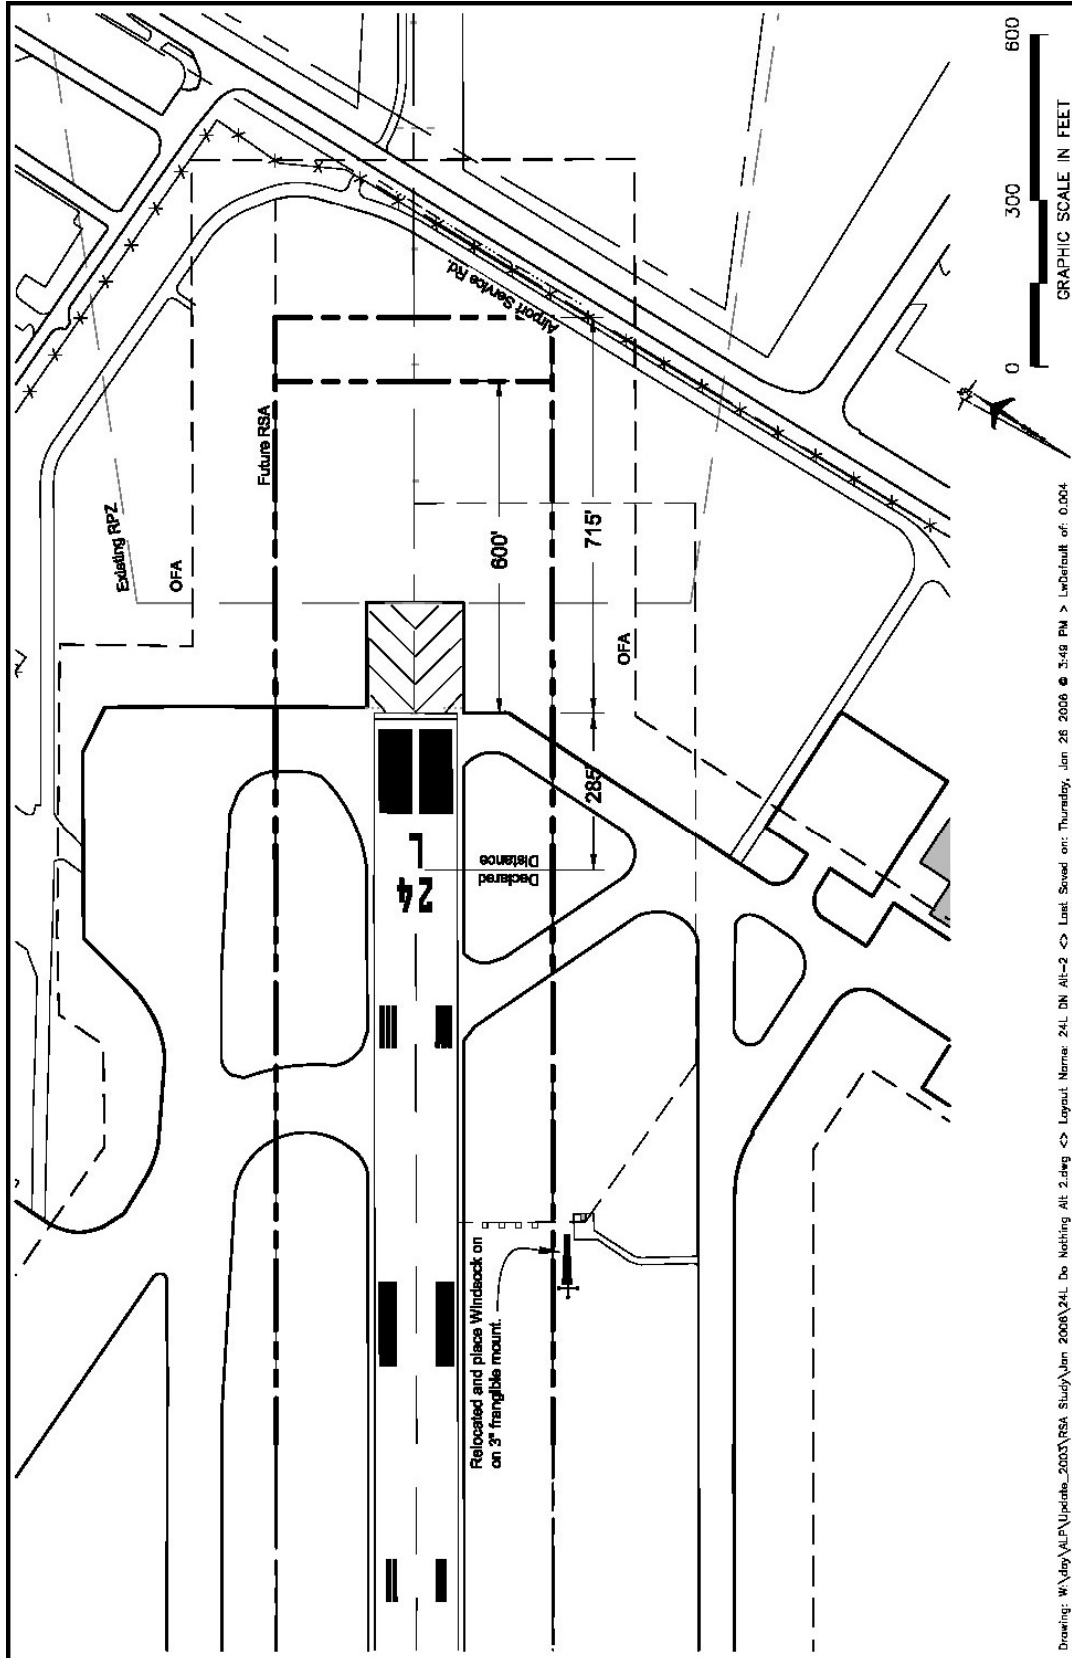 600
300
0
GRAPHIC SCALE IN FEET
Airport Service Rd.
Future RSA
Existing RPZ
OFA
600'
715'
OFA
285'
Declared
Distance
24
L
Relocated and place Windsock on
on 3" frangible mount.
Drawing: W:\day\ALP\Update_2003\RSA Study\Jan 2006\24L Do Nothing Alt 2.dwg <> Layout Name: 24L DN Alt-2 <> Last Saved on: Thursday, Jan 26 2006 @ 3:49 PM > LwDefault of: 0.004